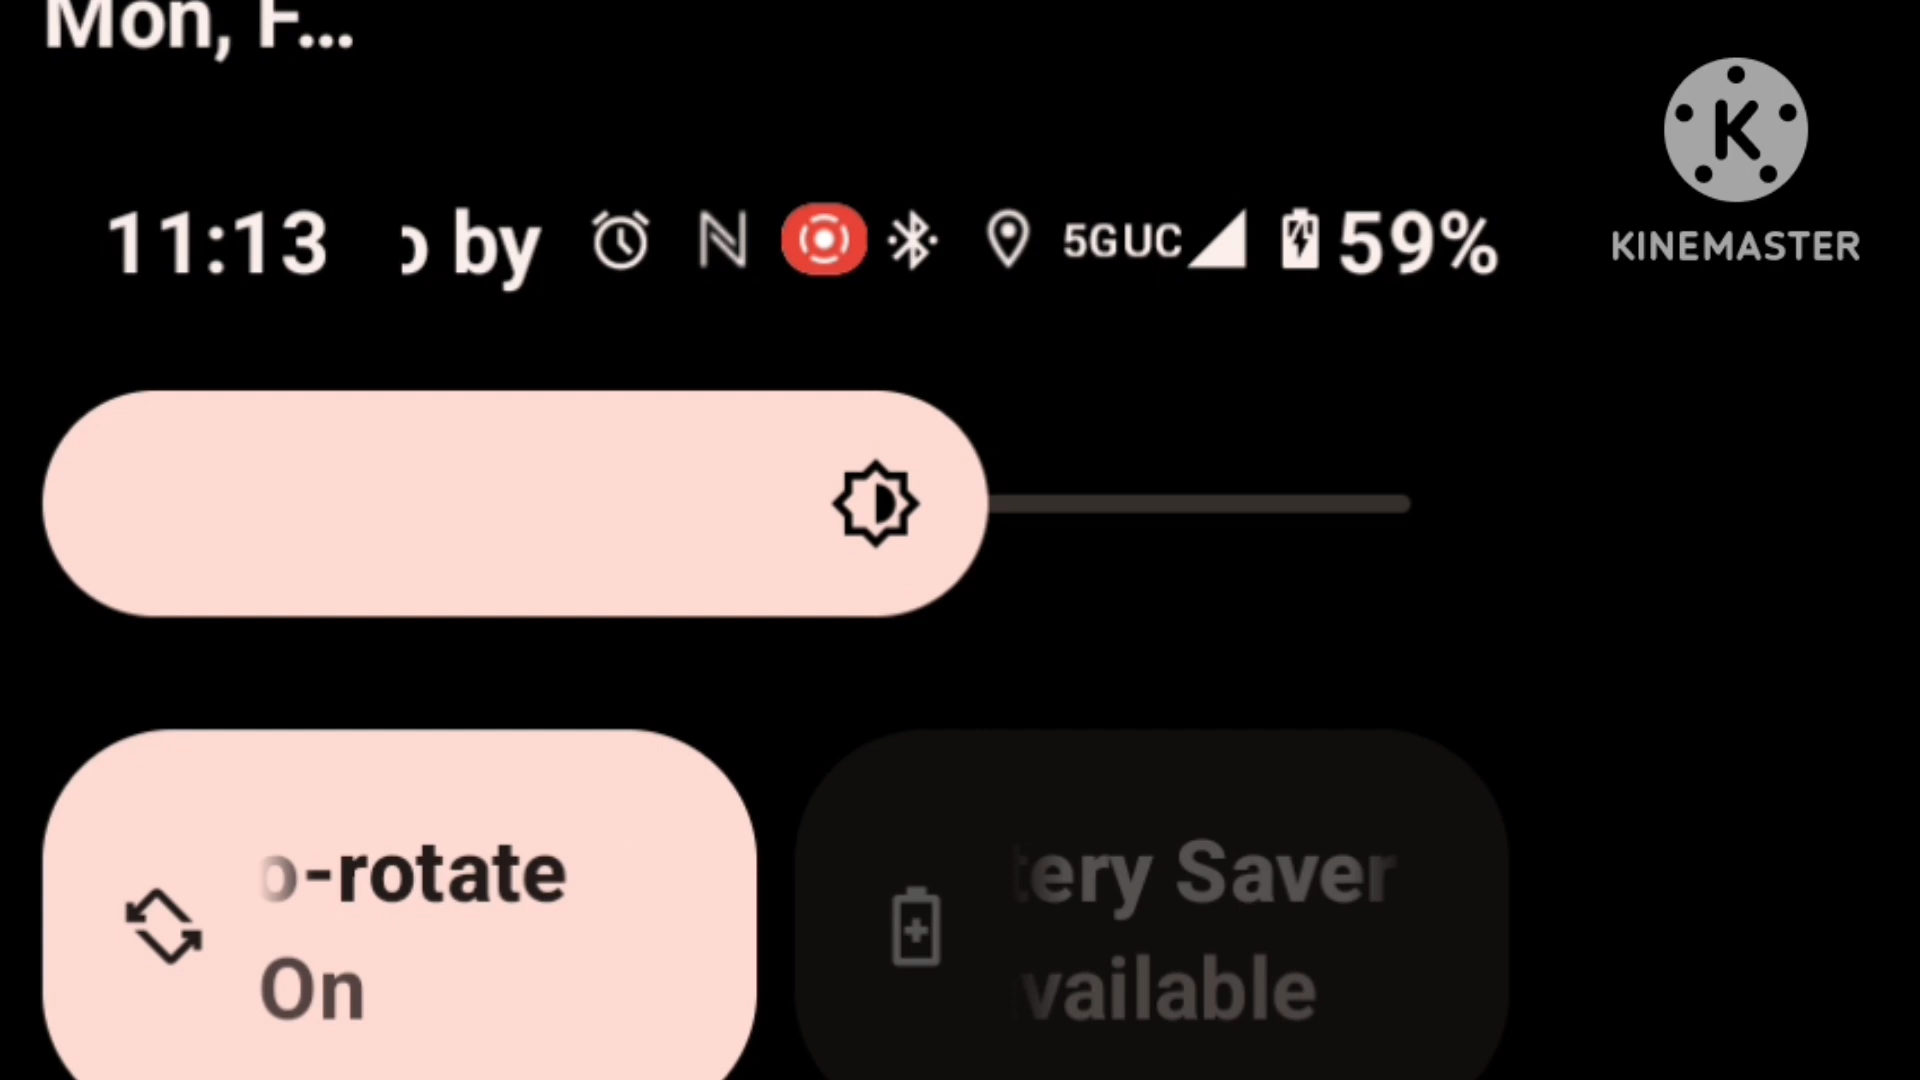 Mon, F...
11:13 by 5GUC 59%
K
KINEMASTER
-rotate
On
tery Saver
vailable